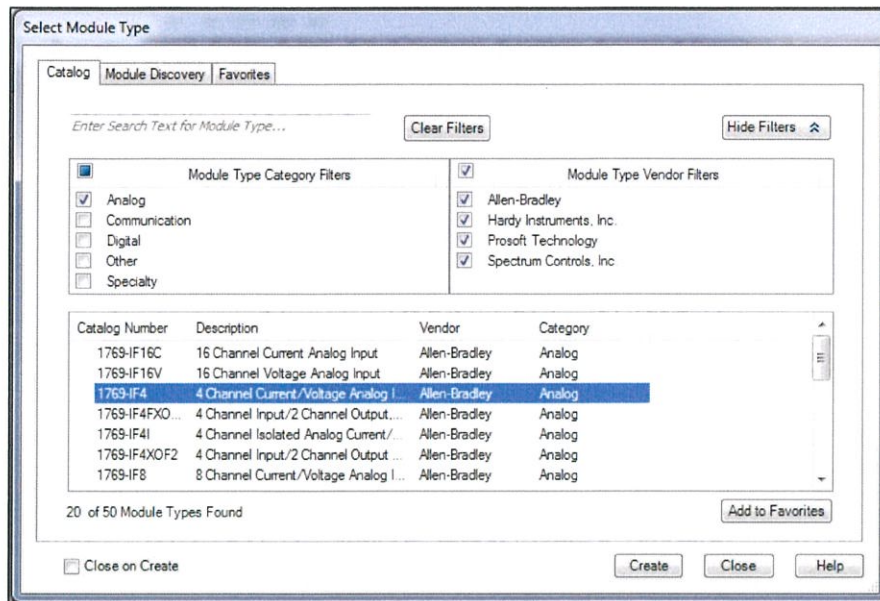 Select Module Type
Catalog Module Discovery Favorites
Enter Search Text for Module Type...
Clear Filters
Hide Filters
Module Type Category Filters
Module Type Vendor Filters
Analog
Allen-Bradley
Communication
Hardy Instruments, Inc.
Digital
Prosoft Technology
Other
Spectrum Controls, Inc
Specialty
Catalog Number Description Vendor Category
1769-IF16C 16 Channel Current Analog Input Allen-Bradley Analog
1769-IF16V 16 Channel Voltage Analog Input Allen-Bradley Analog
1769-IF4 4 Channel Current/Voltage Analog I... Allen-Bradley Analog
1769-IF4FXO... 4 Channel Input/2 Channel Output,... Allen-Bradley Analog
1769-IF4I 4 Channel Isolated Analog Current/... Allen-Bradley Analog
1769-IF4XOF2 4 Channel Input/2 Channel Output ... Allen-Bradley Analog
1769-IF8 8 Channel Current/Voltage Analog I... Allen-Bradley Analog
20 of 50 Module Types Found
Add to Favorites
Close on Create
Create
Close
Help